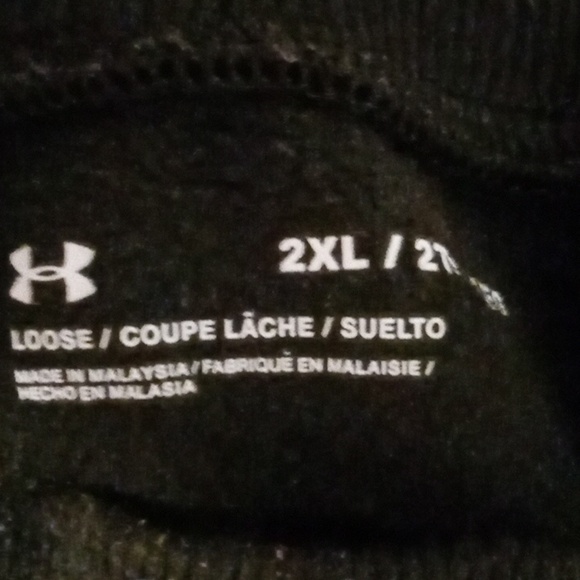 2XL /
LOOSE / COUPE LÂCHE / SUELTO
MADE IN MALAYSIA / FABRIQUÉ EN MALAISIE /
HECHO EN MALASIA